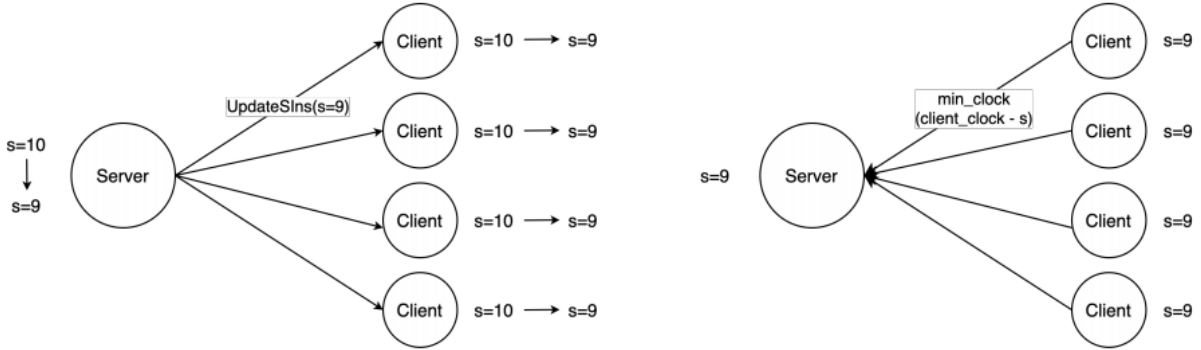 Client
s=10
s=9
UpdateSIns(s=9)
Client
s=10
s=9
s=10
s=9
Server
Client
s=10
s=9
Client
s=10
s=9
Client
s=9
min_clock
(client_clock - s)
Client
s=9
s=9
Server
Client
s=9
Client
s=9